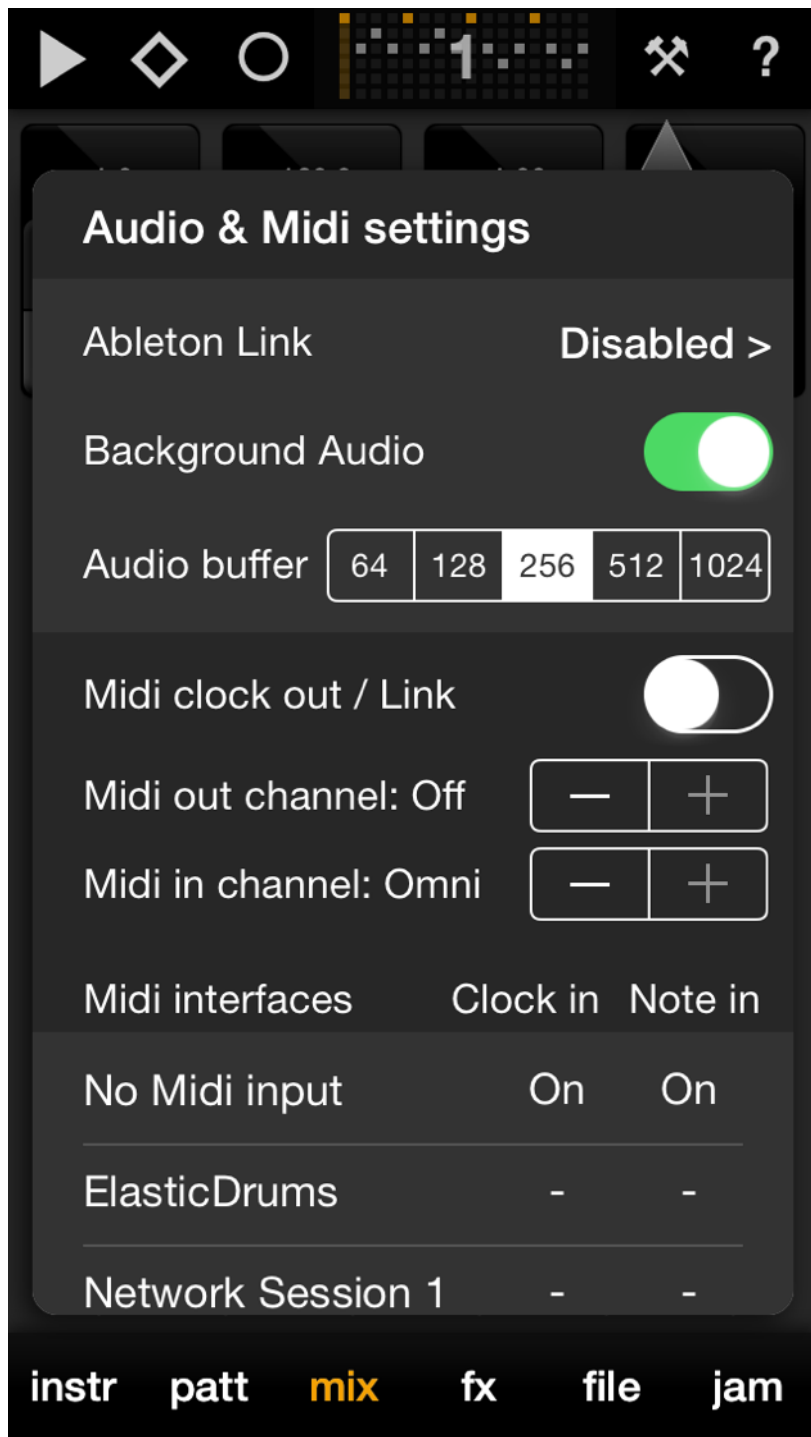 1 ?
Audio & Midi settings
Ableton Link Disabled >
Background Audio
Audio buffer 64 128 256 512 1024
Midi clock out / Link
Midi out channel: Off — +
Midi in channel: Omni — +
Midi interfaces Clock in Note in
No Midi input On On
ElasticDrums - -
Network Session 1 - -
instr patt mix fx file jam